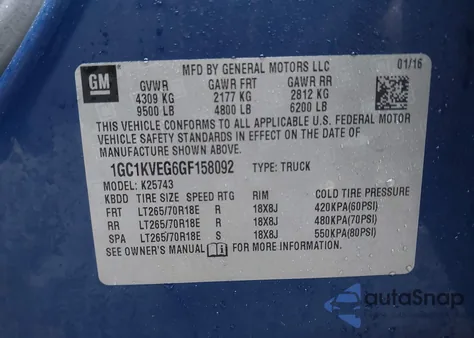 GM
MFD BY GENERAL MOTORS LLC 01/16
GVWR GAWR FRT GAWR RR
4309 KG 2177 KG 2812 KG
9500 LB 4800 LB 6200 LB
THIS VEHICLE CONFORMS TO ALL APPLICABLE U.S. FEDERAL MOTOR
VEHICLE SAFETY STANDARDS IN EFFECT ON THE DATE OF
MANUFACTURE SHOWN ABOVE.
1GC1KVEG6GF158092 TYPE: TRUCK
MODEL: K25743
KBDD TIRE SIZE SPEED RTG RIM COLD TIRE PRESSURE
FRT LT265/70R18E R 18X8J 420KPA(60PSI)
RR LT265/70R18E R 18X8J 480KPA(70PSI)
SPA LT265/70R18E S 18X8J 550KPA(80PSI)
SEE OWNER'S MANUAL FOR MORE INFORMATION.
autoSnap